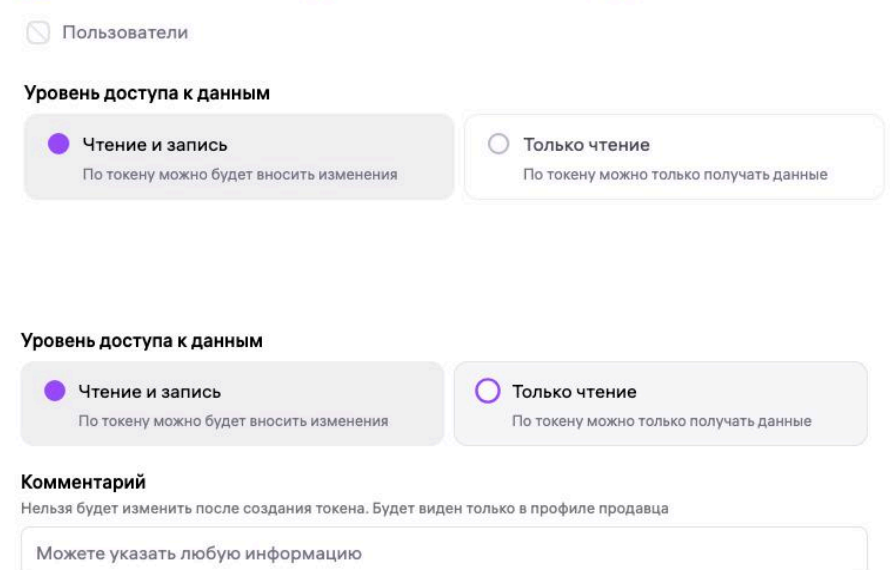 Пользователи
Уровень доступа к данным
Чтение и запись
По токену можно будет вносить изменения
Только чтение
По токену можно только получать данные
Уровень доступа к данным
Чтение и запись
По токену можно будет вносить изменения
Только чтение
По токену можно только получать данные
Комментарий
Нельзя будет изменить после создания токена. Будет виден только в профиле продавца
Можете указать любую информацию